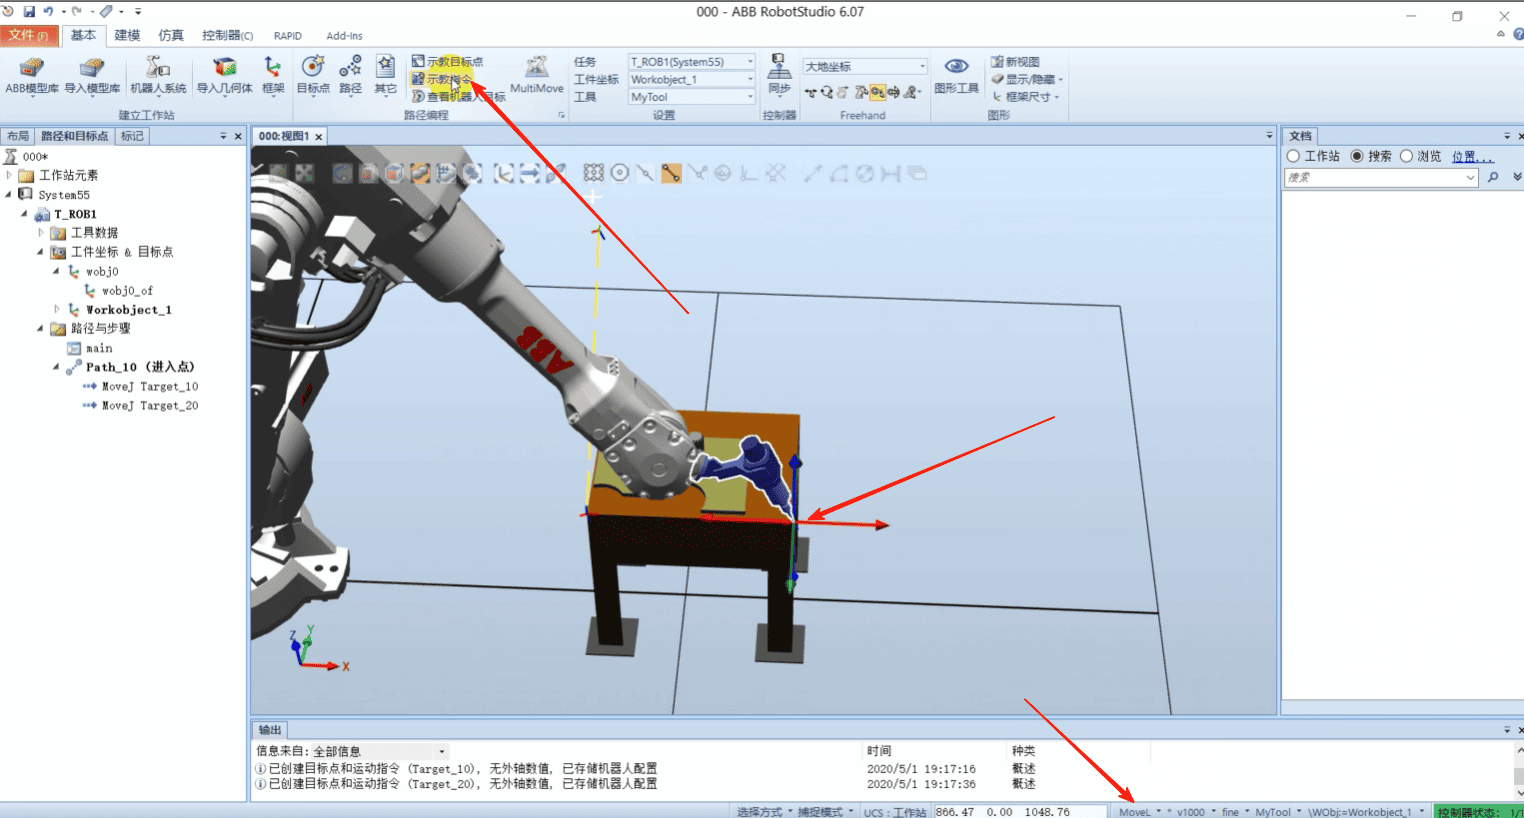 000 - ABB RobotStudio 6.07
文件(F) 基本 建模 仿真 控制器(C) RAPID Add-Ins
ABB模型库 导入模型库 机器人系统 导入几何体 框架 目标点 路径 其它
示教目标点
示教指令
查看机器人目标
MultiMove
任务 T_ROB1(System55)
工件坐标 Workobject_1
工具 MyTool
同步
大地坐标
图形工具
新视图
显示/隐藏
框架尺寸
建立工作站 路径编程 设置 控制器 Freehand 图形
布局 路径和目标点 标记
000*
工作站元素
System55
T_ROB1
工具数据
工件坐标 & 目标点
wobj0
wobj0_of
Workobject_1
路径与步骤
main
Path_10 (进入点)
MoveJ Target_10
MoveJ Target_20
000:视图1
ABB
Z Y X
文档
工作站 搜索 浏览 位置...
搜索
输出
信息来自: 全部信息 时间 种类
已创建目标点和运动指令 (Target_10), 无外轴数值, 已存储机器人配置 2020/5/1 19:17:16 概述
已创建目标点和运动指令 (Target_20), 无外轴数值, 已存储机器人配置 2020/5/1 19:17:36 概述
选择方式 捕捉模式 UCS : 工作站 866.47 0.00 1048.76 MoveL * v1000 fine MyTool \WObj:=Workobject_1 控制器状态: 1/1